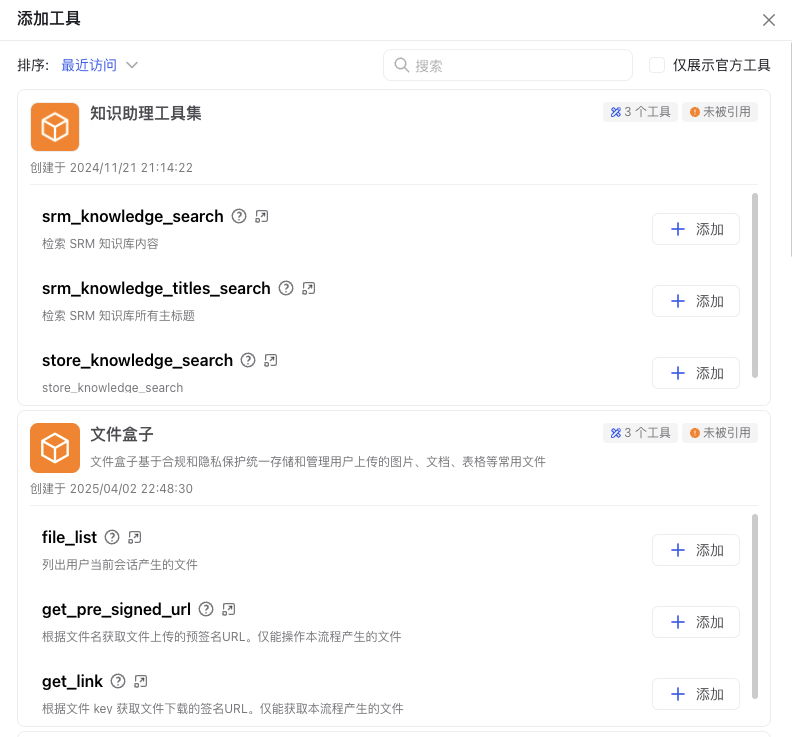 添加工具
排序: 最近访问 搜索 仅展示官方工具
知识助理工具集 3 个工具 未被引用
创建于 2024/11/21 21:14:22
srm_knowledge_search
检索 SRM 知识库内容
添加
srm_knowledge_titles_search
检索 SRM 知识库所有主标题
添加
store_knowledge_search
store_knowledge_search
添加
文件盒子 3 个工具 未被引用
文件盒子基于合规和隐私保护统一存储和管理用户上传的图片、文档、表格等常用文件
创建于 2025/04/02 22:48:30
file_list
列出用户当前会话产生的文件
添加
get_pre_signed_url
根据文件名获取文件上传的预签名URL。仅能操作本流程产生的文件
添加
get_link
根据文件 key 获取文件下载的签名URL。仅能获取本流程产生的文件
添加